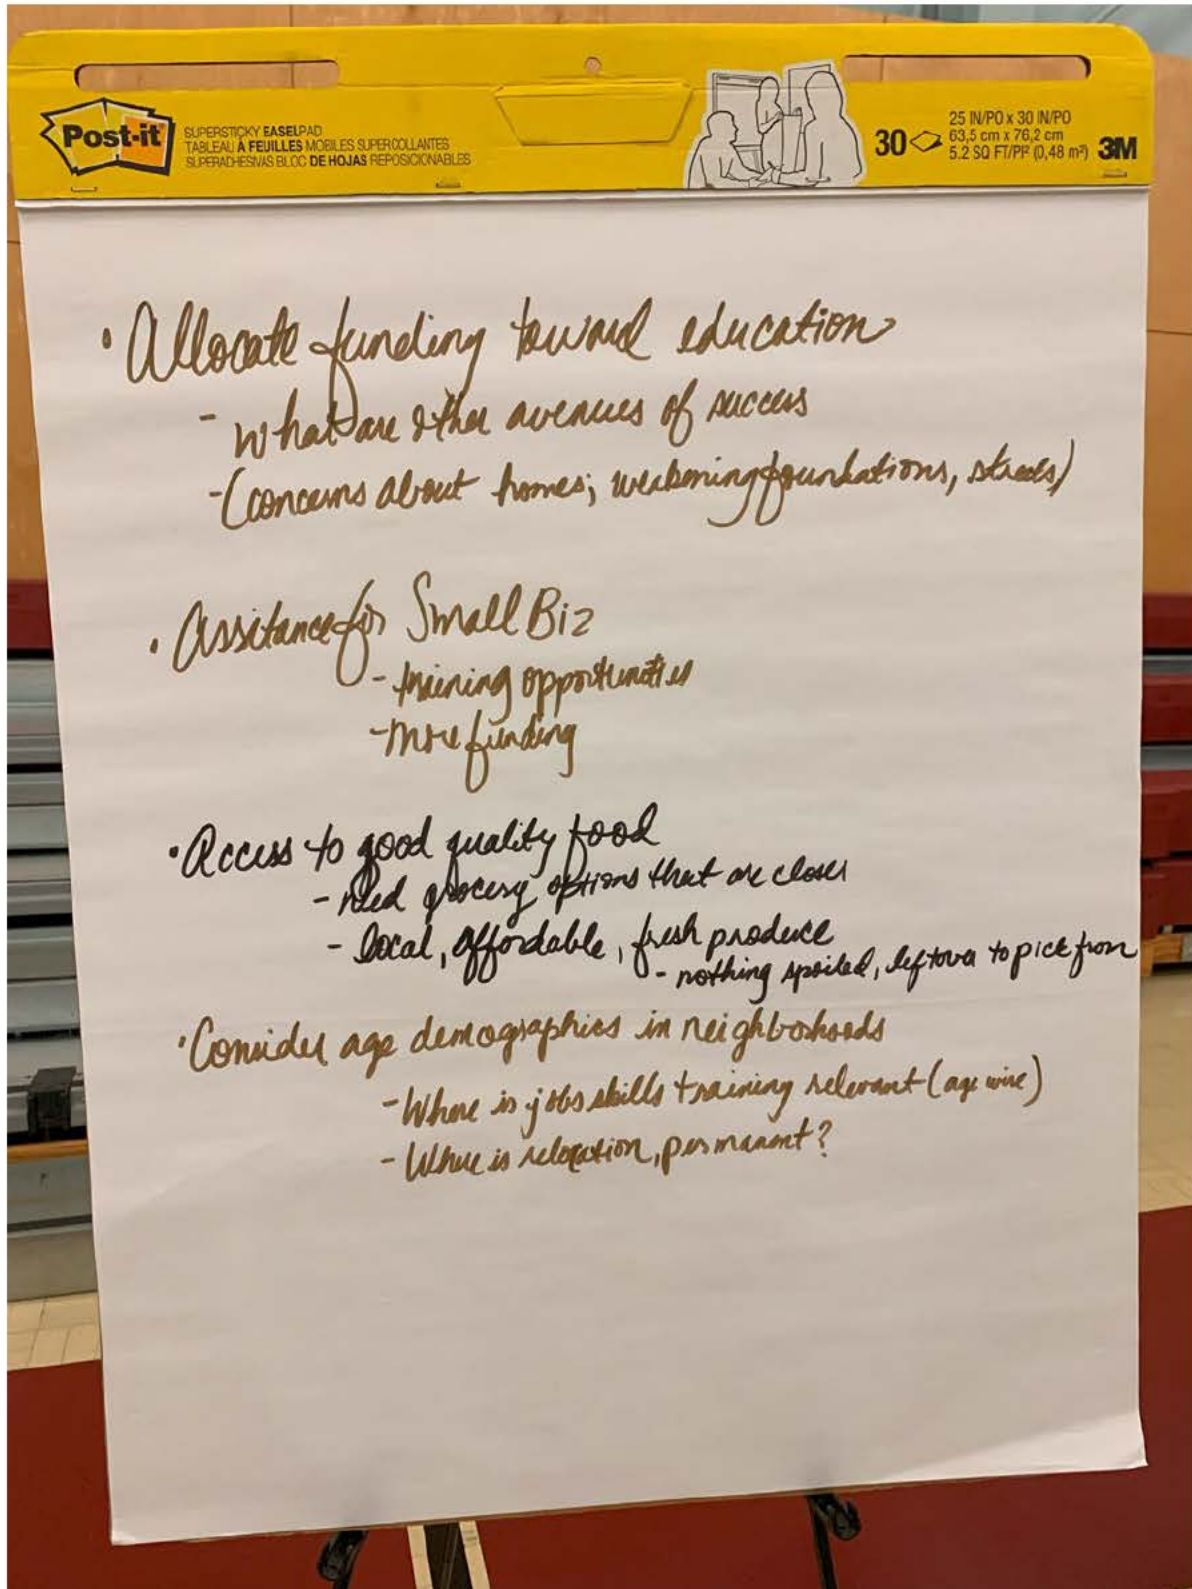 Post-it
SUPERSTICKY EASELPAD
TABLEAU À FEUILLES MOBILES SUPERCOLLANTES
SUPERADHESIVAS BLOC DE HOJAS REPOSICIONABLES
30
25 IN/PO x 30 IN/PO
63,5 cm x 76,2 cm
5.2 SQ FT/PI² (0,48 m²)
3M
• Allocate funding toward education
- What are other avenues of success
- (concerns about homes; weakening foundations, streets)
• Assitance for Small Biz
- training opportunities
- More funding
• Access to good quality food
- need grocery options that are closer
- local, affordable, fresh produce
- nothing spoiled, leftover to pick from
• Consider age demographics in neighborhoods
- Where is jobs skills training relevant (age wise)
- Where is relocation, permanent?